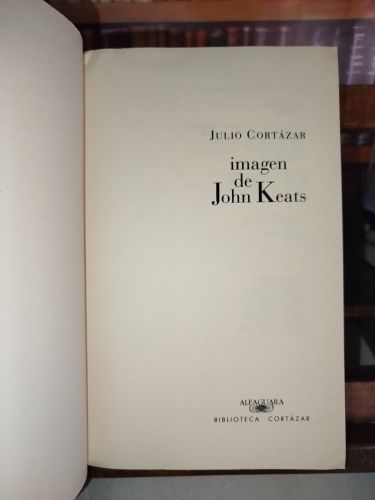 JULIO CORTÁZAR
imagen
de
John Keats
ALFAGUARA
BIBLIOTECA CORTÁZAR